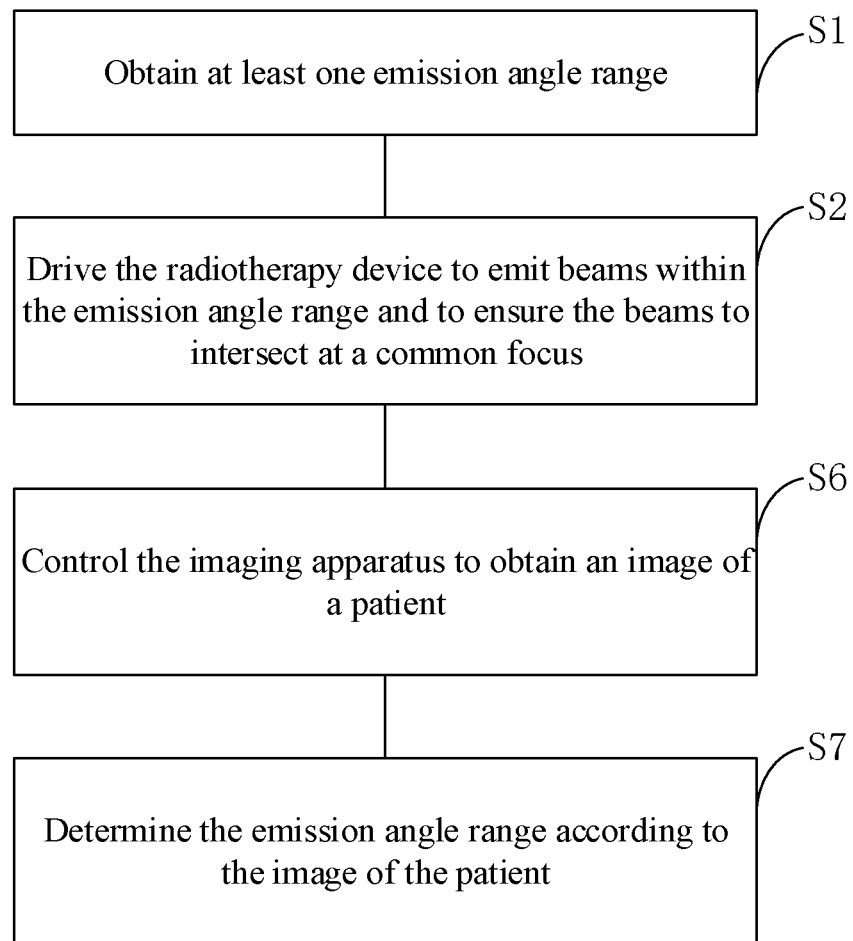 S1
Obtain at least one emission angle range
S2
Drive the radiotherapy device to emit beams within
the emission angle range and to ensure the beams to
intersect at a common focus
S6
Control the imaging apparatus to obtain an image of
a patient
S7
Determine the emission angle range according to
the image of the patient